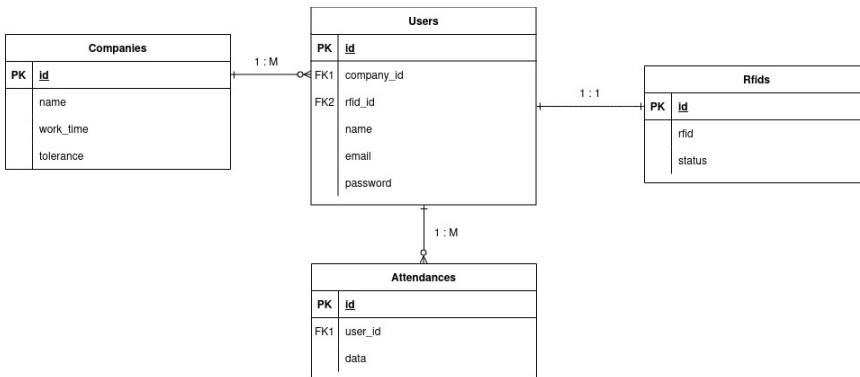 Companies
PK id
name
work_time
tolerance
1 : M
Users
PK id
FK1 company_id
FK2 rfid_id
name
email
password
1 : 1
Rfids
PK id
rfid
status
1 : M
Attendances
PK id
FK1 user_id
data